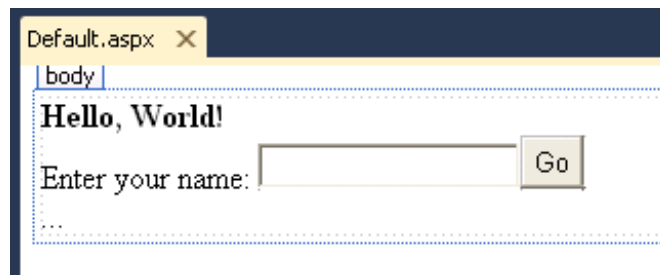 Default.aspx
body
Hello, World!
Enter your name: Go
...